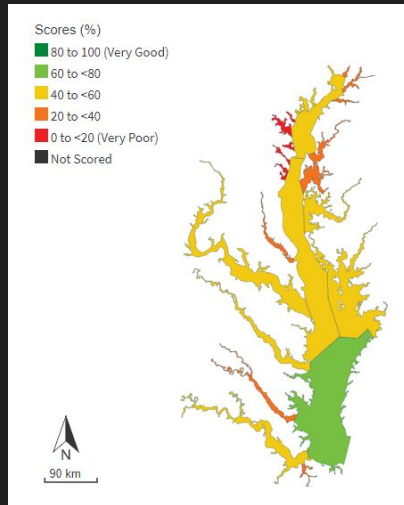 Scores (%)
80 to 100 (Very Good)
60 to <80
40 to <60
20 to <40
0 to <20 (Very Poor)
Not Scored
N
90 km